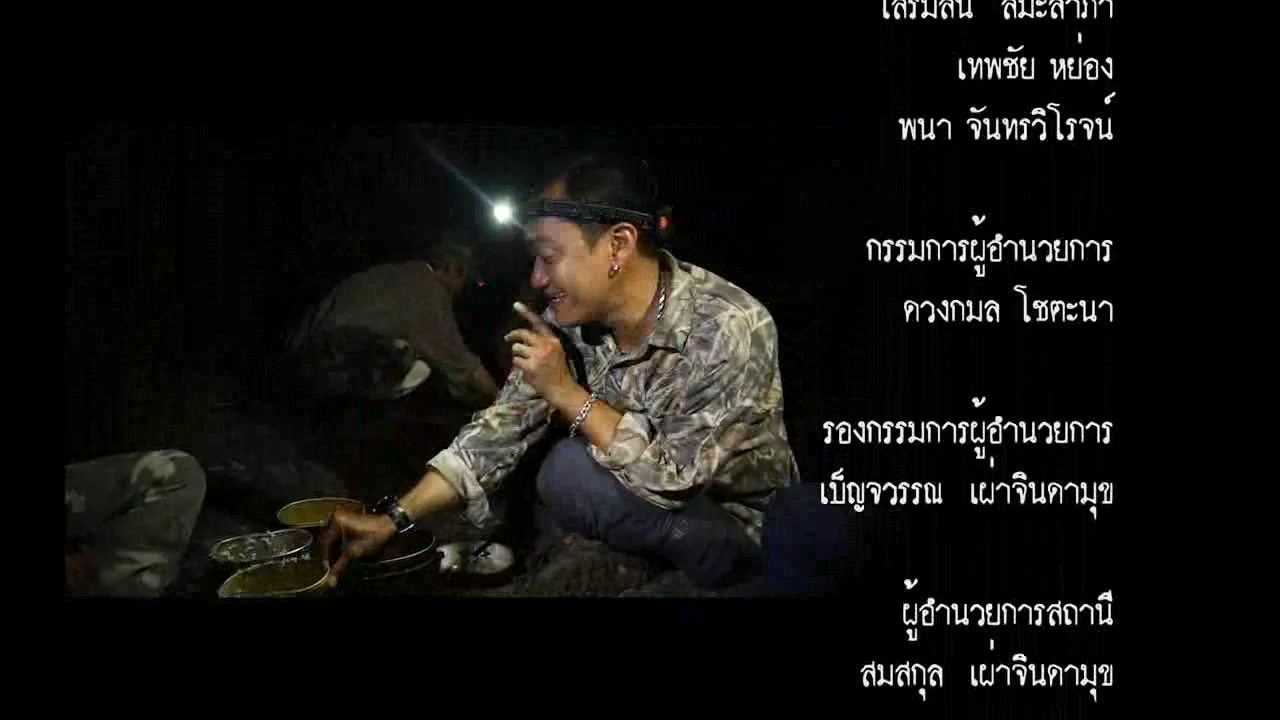 เทพชัย หย่อง
พนา จันทรวิโรจน์
กรรมการผู้อำนวยการ
ดวงกมล โชตะนา
รองกรรมการผู้อำนวยการ
เบ็ญจวรรณ เผ่าจินดามุข
ผู้อำนวยการสถานี
สมสกุล เผ่าจินดามุข